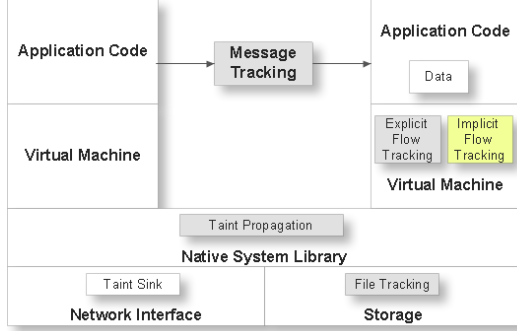 Application Code
Message
Tracking
Application Code
Data
Virtual Machine
Explicit
Flow
Tracking
Implicit
Flow
Tracking
Virtual Machine
Taint Propagation
Native System Library
Taint Sink
Network Interface
File Tracking
Storage